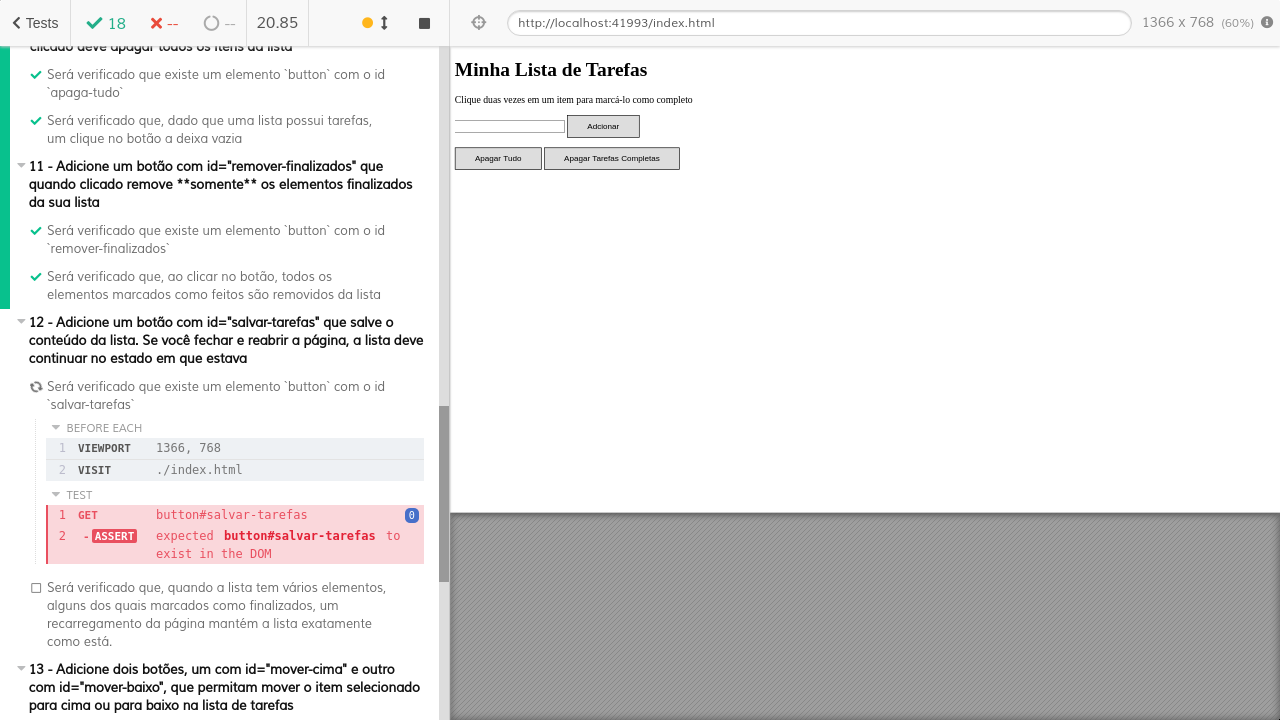 Tests
18
--
--
20.85
http://localhost:41993/index.html
1366 x 768 (60%)
clicado deve apagar todos os itens da lista
Será verificado que existe um elemento `button` com o id
`apaga-tudo`
Será verificado que, dado que uma lista possui tarefas,
um clique no botão a deixa vazia
11 - Adicione um botão com id="remover-finalizados" que
quando clicado remove **somente** os elementos finalizados
da sua lista
Será verificado que existe um elemento `button` com o id
`remover-finalizados`
Será verificado que, ao clicar no botão, todos os
elementos marcados como feitos são removidos da lista
12 - Adicione um botão com id="salvar-tarefas" que salve o
conteúdo da lista. Se você fechar e reabrir a página, a lista deve
continuar no estado em que estava
Será verificado que existe um elemento `button` com o id
`salvar-tarefas`
BEFORE EACH
1 VIEWPORT 1366, 768
2 VISIT ./index.html
TEST
1 GET button#salvar-tarefas 0
2 -ASSERT expected button#salvar-tarefas to
exist in the DOM
Será verificado que, quando a lista tem vários elementos,
alguns dos quais marcados como finalizados, um
recarregamento da página mantém a lista exatamente
como está.
13 - Adicione dois botões, um com id="mover-cima" e outro
com id="mover-baixo", que permitam mover o item selecionado
para cima ou para baixo na lista de tarefas
Minha Lista de Tarefas
Clique duas vezes em um item para marcá-lo como completo
Adcionar
Apagar Tudo
Apagar Tarefas Completas